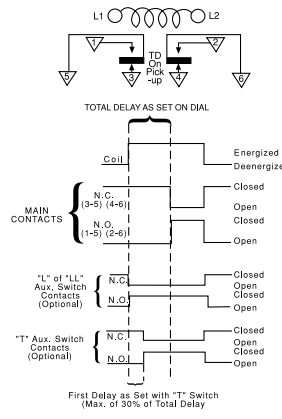 L1 L2
1 2
TD
On
Pick
-up
5 3 4 6
TOTAL DELAY AS SET ON DIAL
Energized
Coil
Deenergize
N.C.
(3-5) (4-6)
Closed
Open
MAIN
CONTACTS
N.O.
(1-5) (2-6)
Closed
Open
"L" of "LL"
Aux, Switch
Contacts
(Optional)
N.C.
Closed
Open
N.O.
Closed
Open
"T" Aux. Switch
Contacts
(Optional)
N.C.
Closed
Open
N.O.
Closed
Open
First Delay as Set with "T" Switch
(Max. of 30% of Total Delay